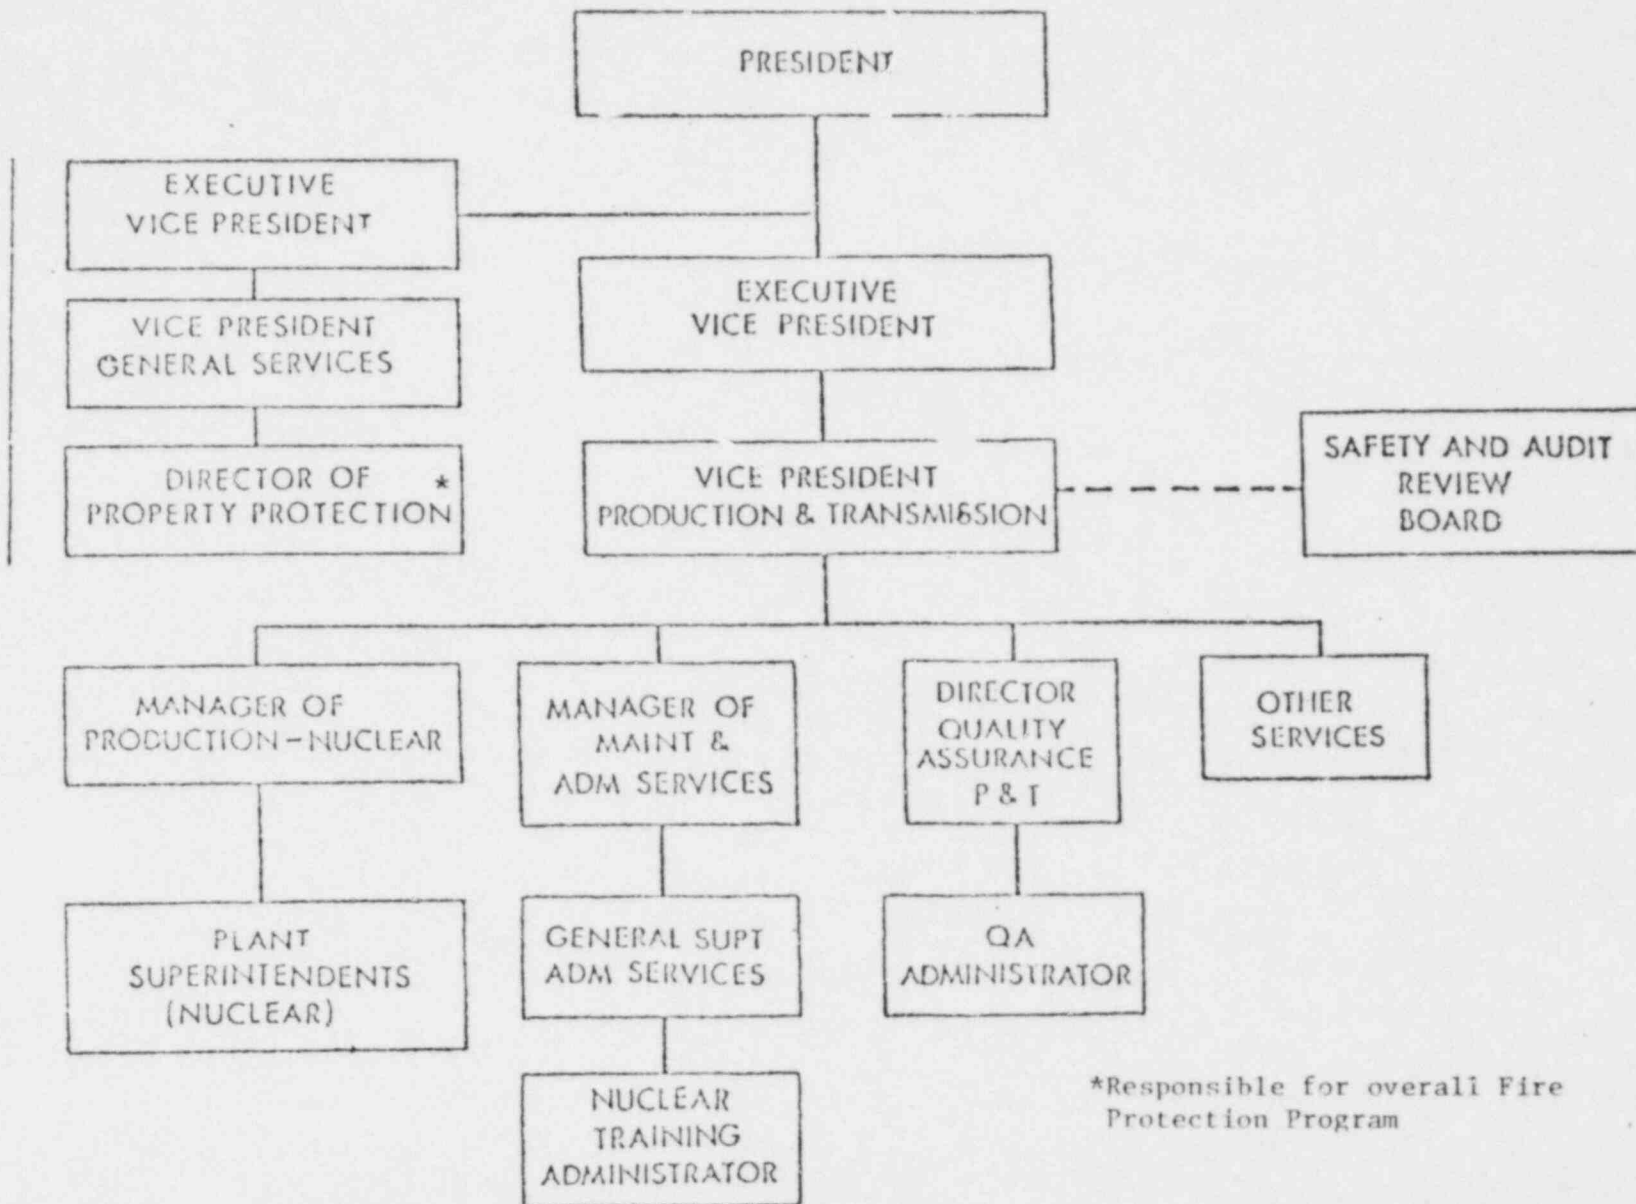 PRESIDENT
EXECUTIVE
VICE PRESIDENT
EXECUTIVE
VICE PRESIDENT
VICE PRESIDENT
GENERAL SERVICES
DIRECTOR OF *
PROPERTY PROTECTION
VICE PRESIDENT
PRODUCTION & TRANSMISSION
SAFETY AND AUDIT
REVIEW
BOARD
MANAGER OF
PRODUCTION - NUCLEAR
MANAGER OF
MAINT &
ADM SERVICES
DIRECTOR
QUALITY
ASSURANCE
P & T
OTHER
SERVICES
PLANT
SUPERINTENDENTS
(NUCLEAR)
GENERAL SUPT
ADM SERVICES
QA
ADMINISTRATOR
NUCLEAR
TRAINING
ADMINISTRATOR
*Responsible for overall Fire
Protection Program